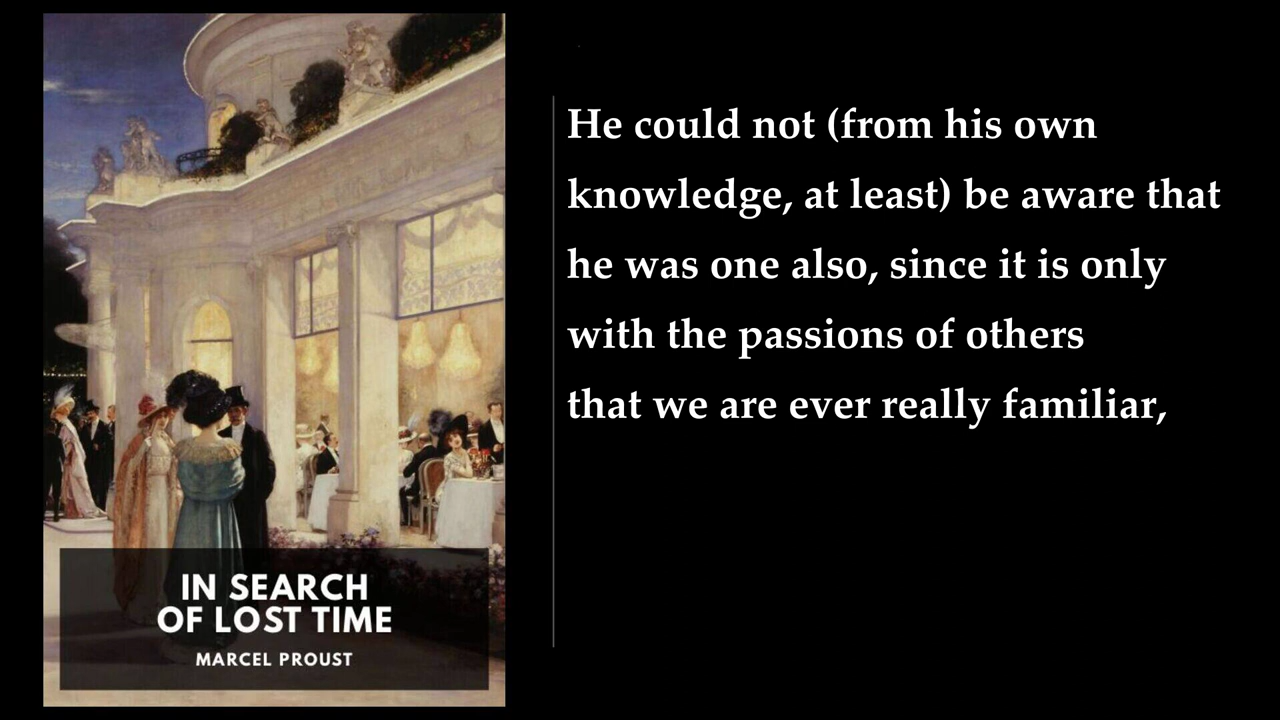 He could not (from his own
knowledge, at least) be aware that
he was one also, since it is only
with the passions of others
that we are ever really familiar,
IN SEARCH
OF LOST TIME
MARCEL PROUST